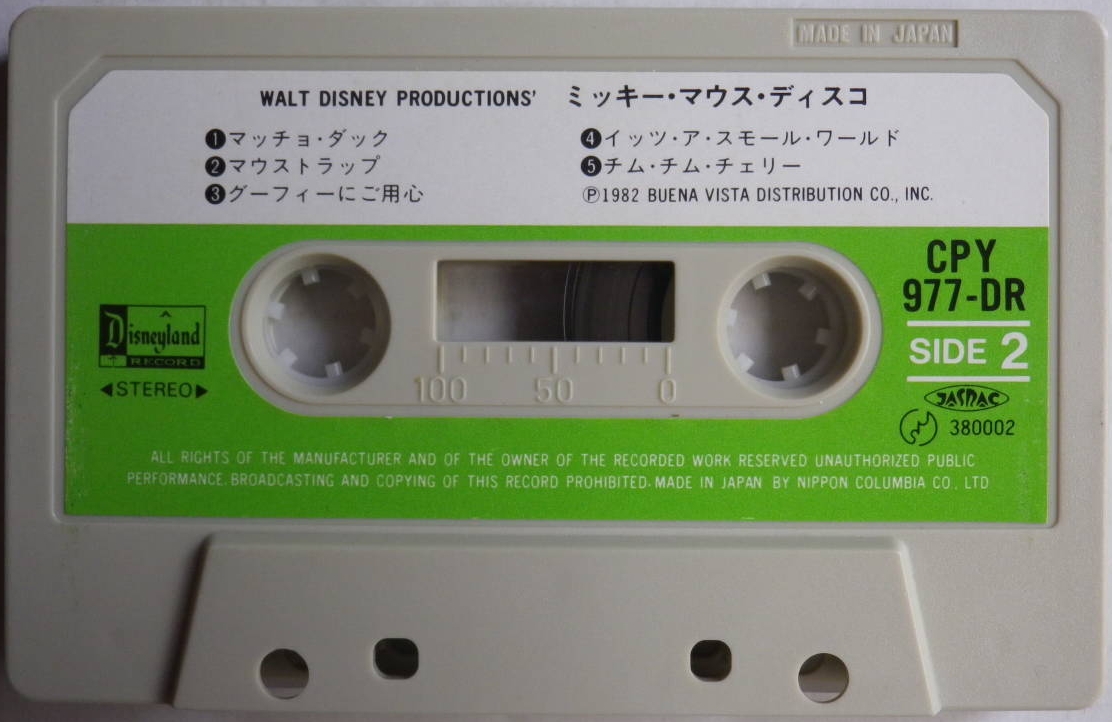 MADE IN JAPAN
WALT DISNEY PRODUCTIONS' ミッキー・マウス・ディスコ
❶マッチョ・ダック
❷マウストラップ
❸グーフィーにご用心
❹イッツ・ア・スモール・ワールド
❺チム・チム・チェリー
Ⓟ1982 BUENA VISTA DISTRIBUTION CO., INC.
CPY
977-DR
SIDE 2
JASRAC
380002
Disneyland
RECORD
◀STEREO▶
100 50 0
ALL RIGHTS OF THE MANUFACTURER AND OF THE OWNER OF THE RECORDED WORK RESERVED UNAUTHORIZED PUBLIC
PERFORMANCE. BROADCASTING AND COPYING OF THIS RECORD PROHIBITED. MADE IN JAPAN BY NIPPON COLUMBIA CO., LTD